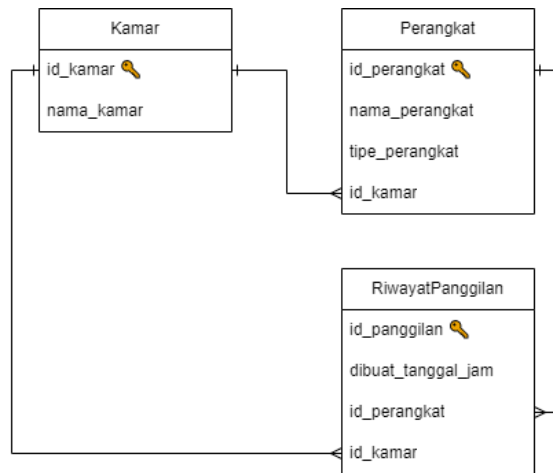 Kamar
id_kamar
nama_kamar
Perangkat
id_perangkat
nama_perangkat
tipe_perangkat
id_kamar
RiwayatPanggilan
id_panggilan
dibuat_tanggal_jam
id_perangkat
id_kamar